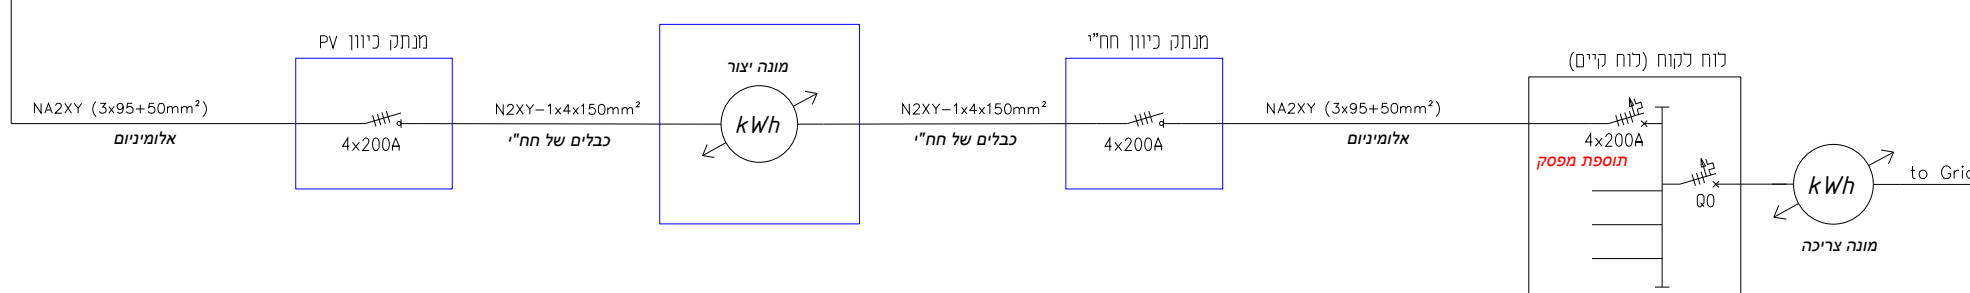 מנתק כיוון PV
NA2XY (3x95+50mm²)
אלומיניום
4x200A
N2XY-1x4x150mm²
כבלים של חח"י
מונה יצור
kWh
N2XY-1x4x150mm²
כבלים של חח"י
מנתק כיוון חח"י
4x200A
NA2XY (3x95+50mm²)
אלומיניום
לוח לקוח (לוח קיים)
4x200A
תוספת מפסק
Q0
kWh
מונה צריכה
to Grid